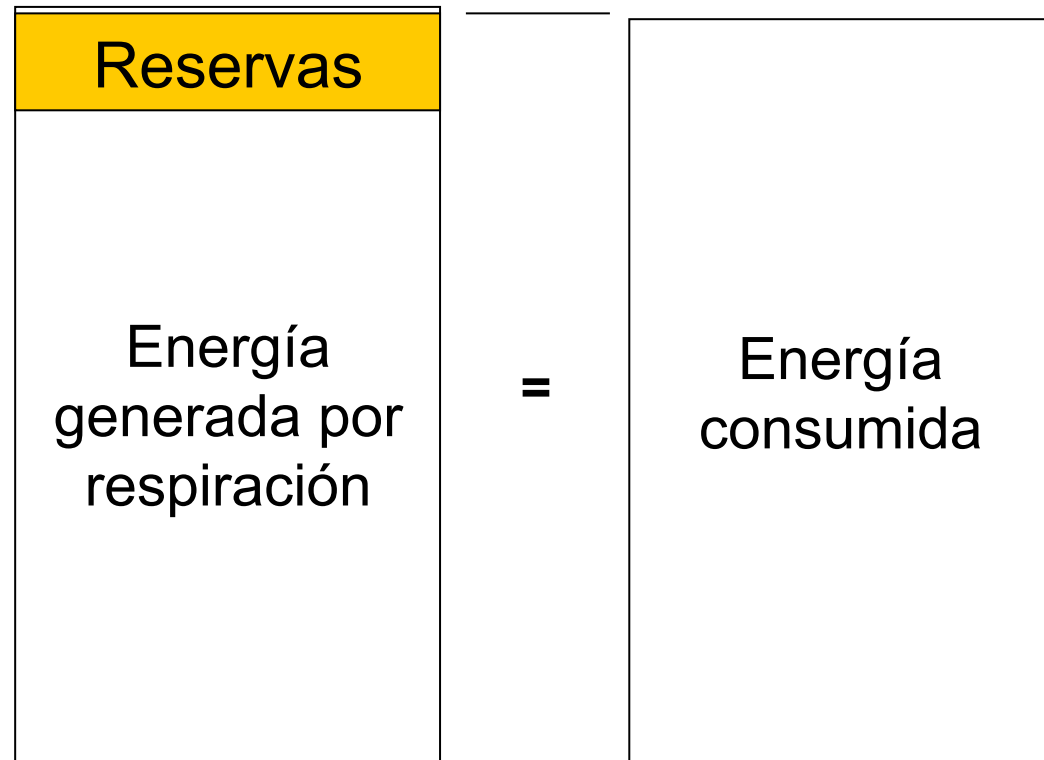 Reservas
Energía
generada por
respiración
=
Energía
consumida